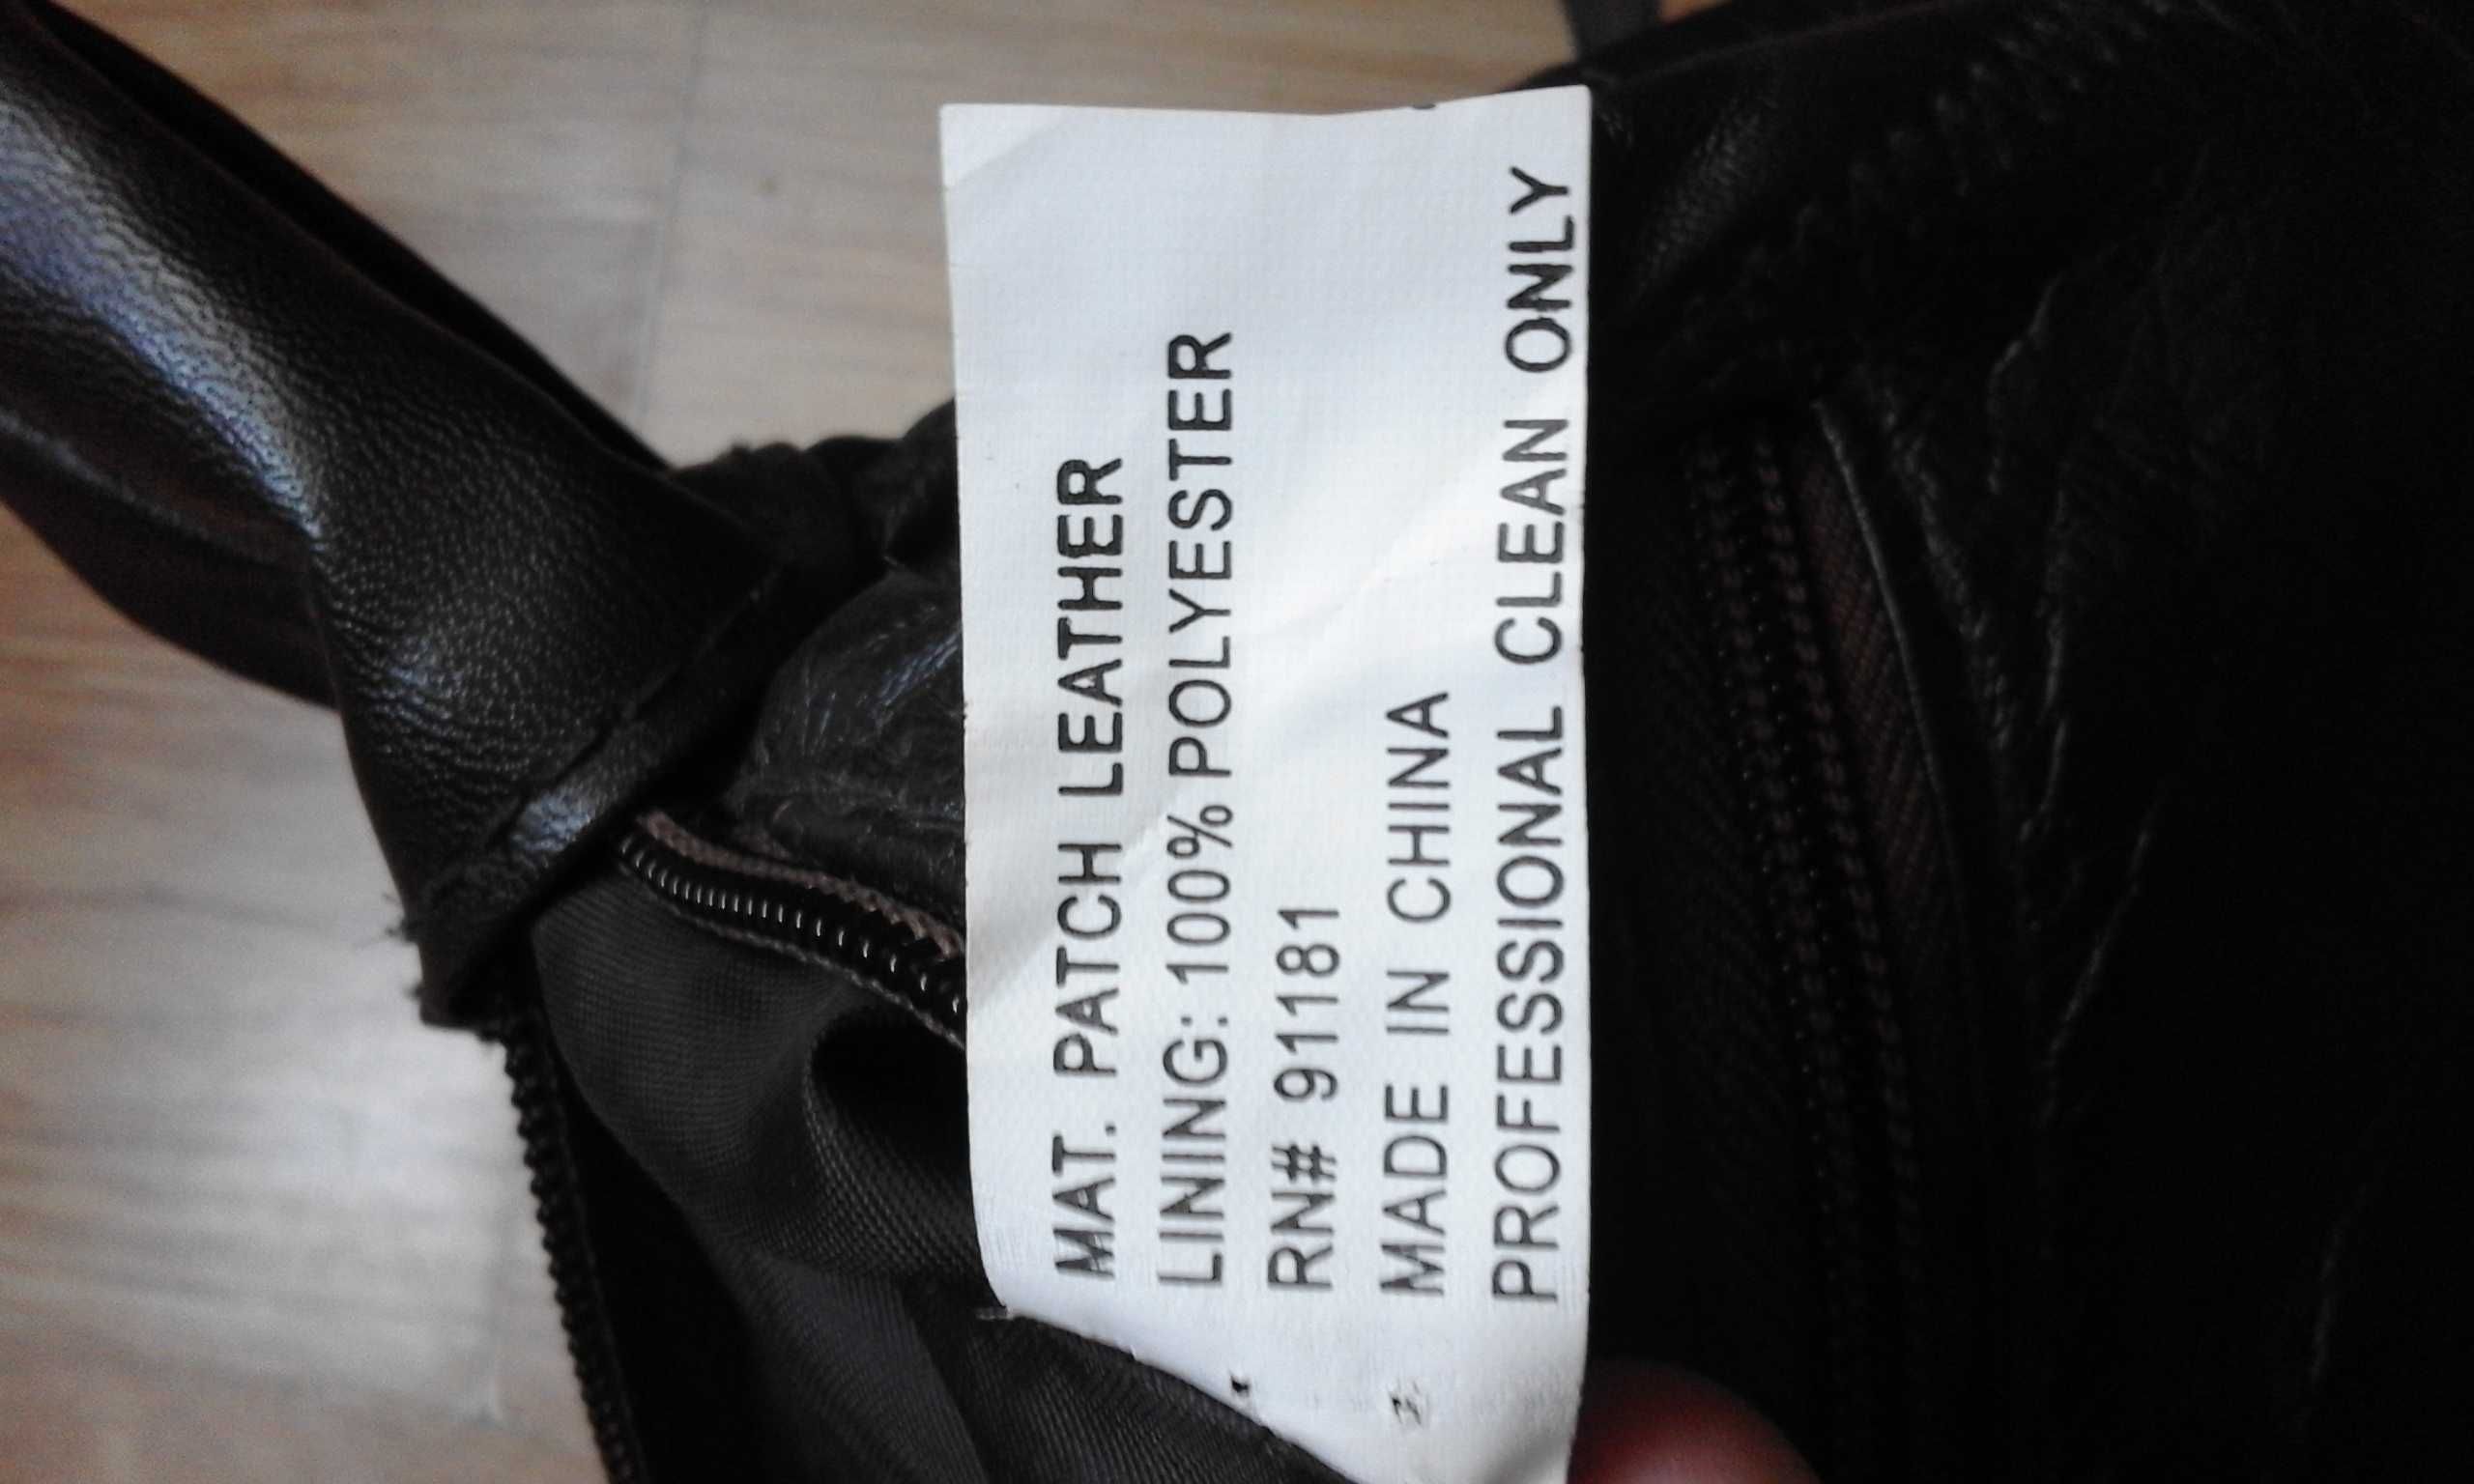 MAT. PATCH LEATHER
LINING: 100% POLYESTER
RN# 91181
MADE IN CHINA
PROFESSIONAL CLEAN ONLY